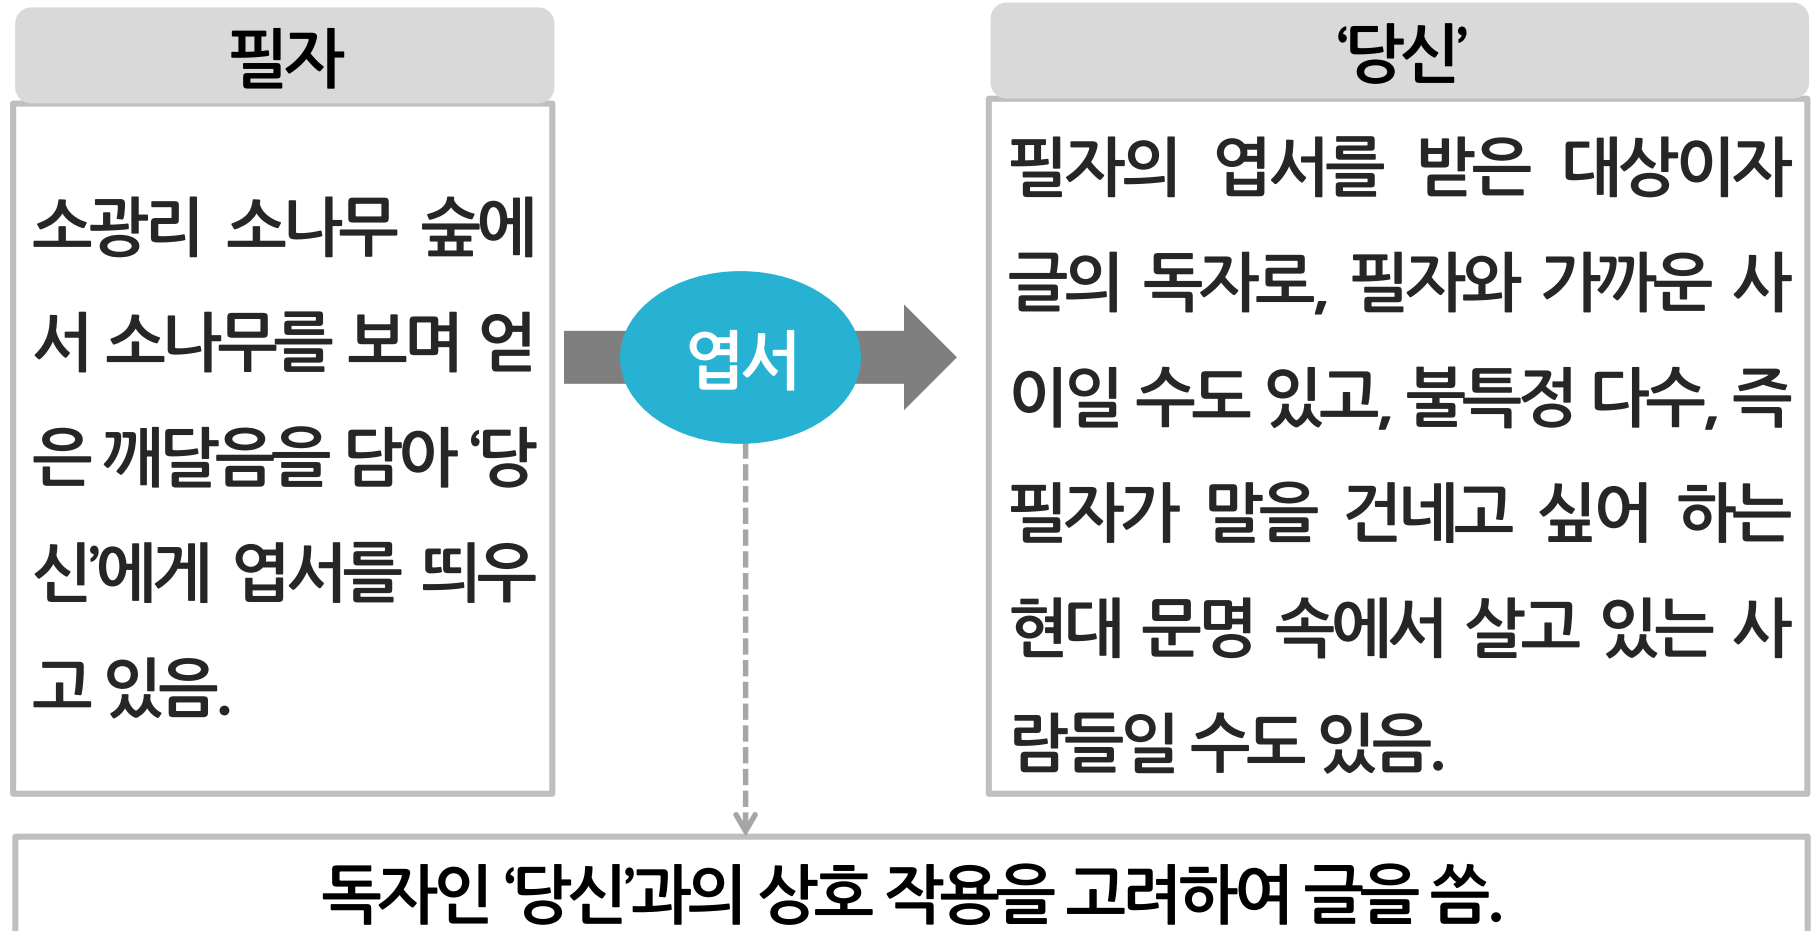 필자
소광리 소나무 숲에
서 소나무를 보며 얻
은 깨달음을 담아 ‘당
신’에게 엽서를 띄우
고 있음.
엽서
‘당신’
필자의 엽서를 받은 대상이자
글의 독자로, 필자와 가까운 사
이일 수도 있고, 불특정 다수, 즉
필자가 말을 건네고 싶어 하는
현대 문명 속에서 살고 있는 사
람들일 수도 있음.
독자인 ‘당신’과의 상호 작용을 고려하여 글을 씀.